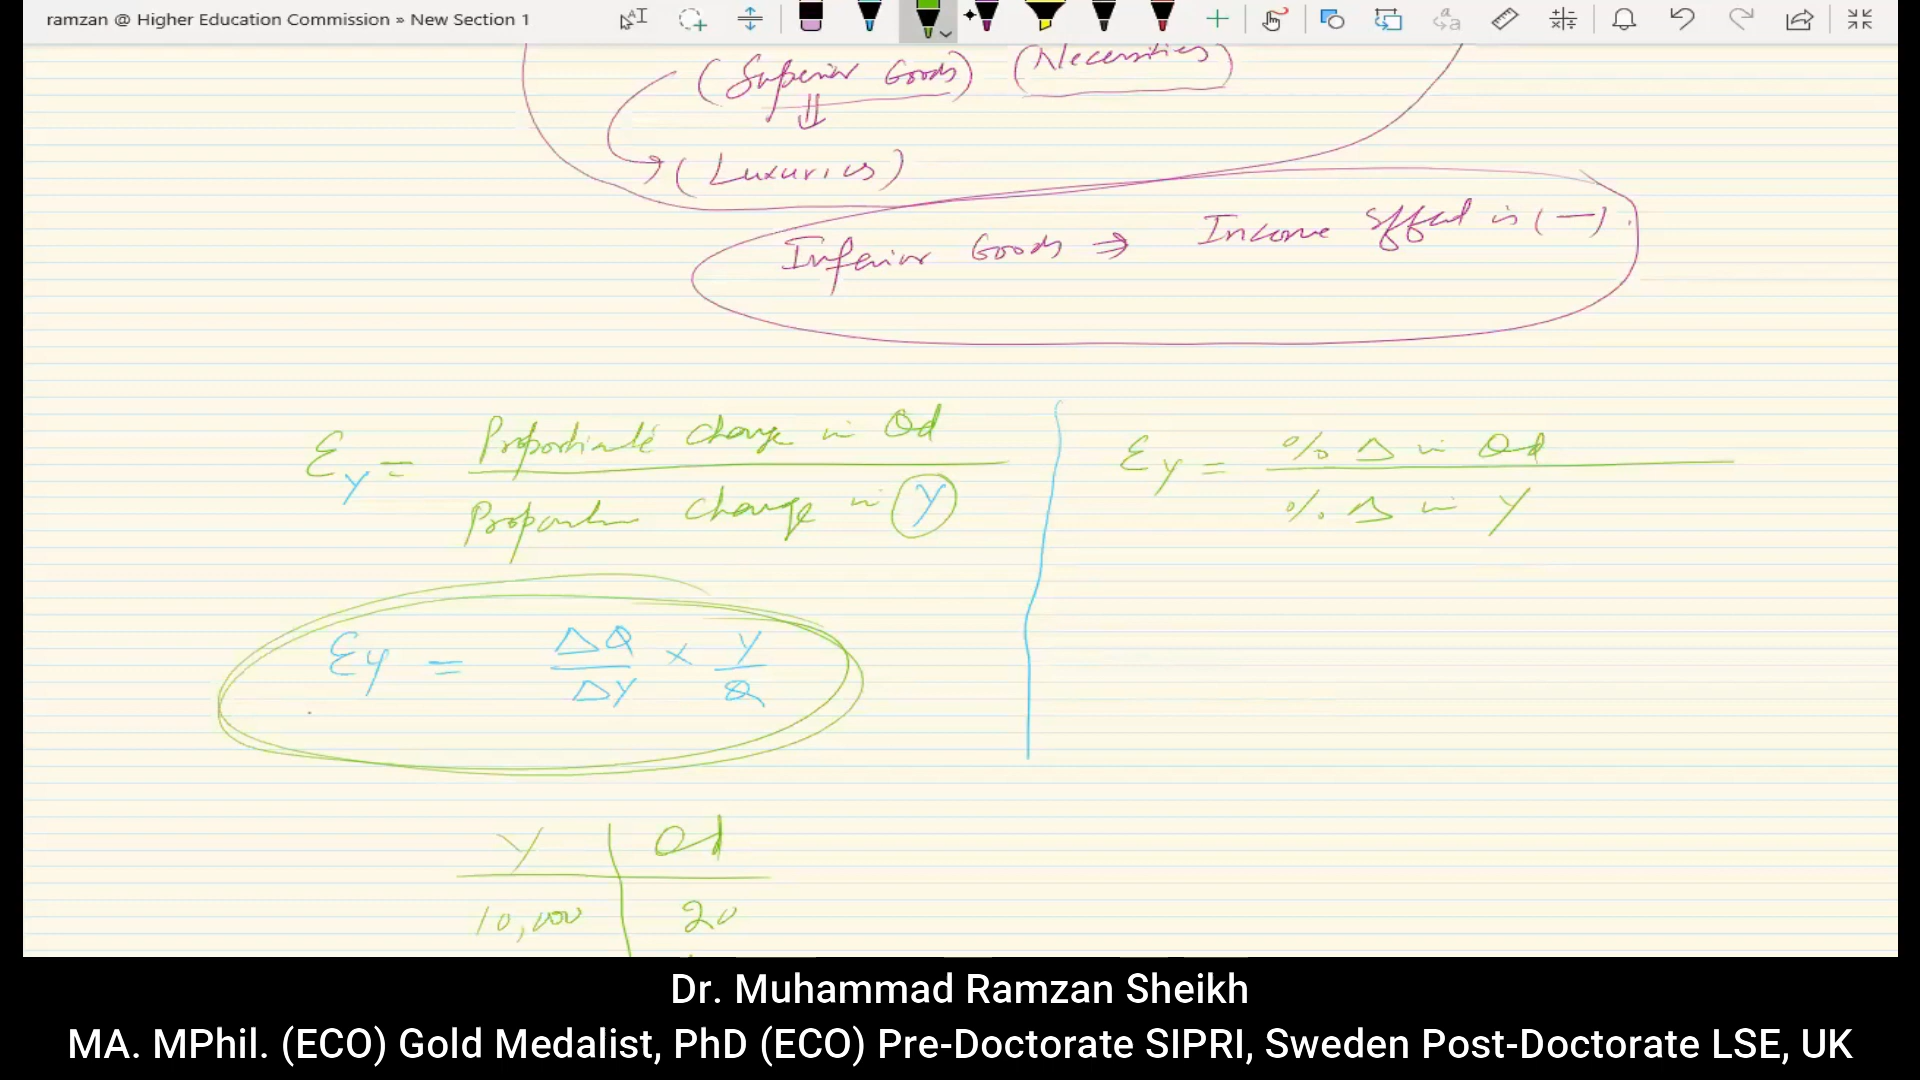 ramzan @ Higher Education Commission » New Section 1
(Superior Goods) (Necessities)
(Luxuries)
Inferior Goods ⇒ Income Effect is (—)
Ey = Proportionate change in Qd
Proportion change in Y
Ey = % Δ in Qd
% Δ in Y
Ey = ΔQ/ΔY × Y/Q
Y | Qd
10,000 | 20
Dr. Muhammad Ramzan Sheikh
MA. MPhil. (ECO) Gold Medalist, PhD (ECO) Pre-Doctorate SIPRI, Sweden Post-Doctorate LSE, UK